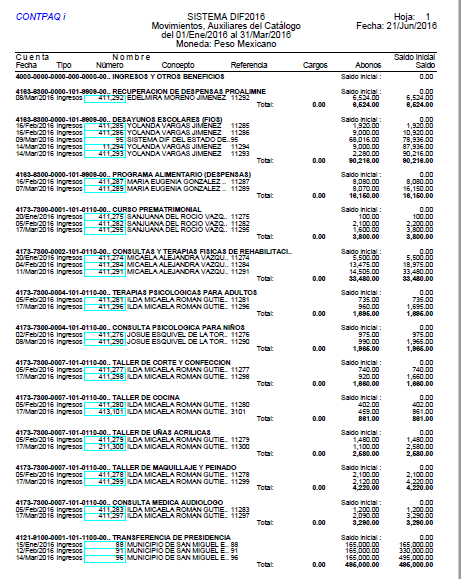 CONTPAQ i SISTEMA DIF2016 Hoja: 1
Movimientos, Auxiliares del Catálogo Fecha: 21/Jun/2016
del 01/Ene/2016 al 31/Mar/2016
Moneda: Peso Mexicano
Cuenta Nombre Saldo Inicial
Fecha Tipo Número Concepto Referencia Cargos Abonos Saldo
4000-0000-0000-000-0000-00.. INGRESOS Y OTROS BENEFICIOS Saldo inicial : 0.00
4163-6300-0000-101-8609-00.. RECUPERACION DE DESPENSAS PROALIMNE Saldo inicial : 0.00
08/Mar/2016 Ingresos 411,292 EDELMIRA MORENO JIMENEZ 11292 6,524.00 6,524.00
Total: 0.00 6,524.00 6,524.00
4163-6300-0000-101-8609-00.. DESAYUNOS ESCOLARES (FIOS) Saldo inicial : 0.00
16/Feb/2016 Ingresos 411,285 YOLANDA VARGAS JIMENEZ 11285 1,920.00 1,920.00
16/Feb/2016 Ingresos 411,286 YOLANDA VARGAS JIMENEZ 11286 9,000.00 10,920.00
09/Mar/2016 Ingresos 95 SISTEMA DIF DEL ESTADO DE.. 95 68,016.00 78,936.00
14/Mar/2016 Ingresos 11,294 YOLANDA VARGAS JIMENEZ 11294 9,000.00 87,936.00
14/Mar/2016 Ingresos 411,293 YOLANDA VARGAS JIMENEZ 11293 2,280.00 90,216.00
Total: 0.00 90,216.00 90,216.00
4163-6300-0000-101-8609-00.. PROGRAMA ALIMENTARIO (DESPENSAS) Saldo inicial : 0.00
16/Feb/2016 Ingresos 411,287 MARIA EUGENIA GONZALEZ .. 11287 8,080.00 8,080.00
07/Mar/2016 Ingresos 411,289 MARIA EUGENIA GONZALEZ .. 11289 8,070.00 16,150.00
Total: 0.00 16,150.00 16,150.00
4173-7300-0001-101-0110-00.. CURSO PREMATRIMONIAL Saldo inicial : 0.00
20/Ene/2016 Ingresos 411,275 SANJUANA DEL ROCIO VAZQ.. 11275 100.00 100.00
05/Feb/2016 Ingresos 411,282 SANJUANA DEL ROCIO VAZQ.. 11282 2,100.00 2,200.00
17/Mar/2016 Ingresos 411,295 SANJUANA DEL ROCIO VAZQ.. 11295 1,600.00 3,800.00
Total: 0.00 3,800.00 3,800.00
4173-7300-0002-101-0110-00.. CONSULTAS Y TERAPIAS FISICAS DE REHABILITACI.. Saldo inicial : 0.00
20/Ene/2016 Ingresos 411,274 MICAELA ALEJANDRA VAZQU.. 11274 5,500.00 5,500.00
04/Feb/2016 Ingresos 411,284 MICAELA ALEJANDRA VAZQU.. 11284 13,475.00 18,975.00
11/Mar/2016 Ingresos 411,291 MICAELA ALEJANDRA VAZQU.. 11291 14,505.00 33,480.00
Total: 0.00 33,480.00 33,480.00
4173-7300-0004-101-0110-00.. TERAPIAS PSICOLOGICAS PARA ADULTOS Saldo inicial : 0.00
05/Feb/2016 Ingresos 411,281 ILDA MICAELA ROMAN GUTIE.. 11281 735.00 735.00
17/Mar/2016 Ingresos 411,296 ILDA MICAELA ROMAN GUTIE.. 11296 960.00 1,695.00
Total: 0.00 1,695.00 1,695.00
4173-7300-0004-101-0110-00.. CONSULTA PSICOLOGICA PARA NIÑOS Saldo inicial : 0.00
02/Feb/2016 Ingresos 411,276 JOSUE ESQUIVEL DE LA TOR.. 11276 975.00 975.00
08/Mar/2016 Ingresos 411,290 JOSUE ESQUIVEL DE LA TOR.. 11290 990.00 1,965.00
Total: 0.00 1,965.00 1,965.00
4173-7300-0007-101-0110-00.. TALLER DE CORTE Y CONFECCION Saldo inicial : 0.00
05/Feb/2016 Ingresos 411,277 ILDA MICAELA ROMAN GUTIE.. 11277 740.00 740.00
17/Mar/2016 Ingresos 411,298 ILDA MICAELA ROMAN GUTIE.. 11298 920.00 1,660.00
Total: 0.00 1,660.00 1,660.00
4173-7300-0007-101-0110-00.. TALLER DE COCINA Saldo inicial : 0.00
05/Feb/2016 Ingresos 411,280 ILDA MICAELA ROMAN GUTIE.. 11280 402.00 402.00
17/Mar/2016 Ingresos 413,101 ILDA MICAELA ROMAN GUTIE.. 3101 459.00 861.00
Total: 0.00 861.00 861.00
4173-7300-0007-101-0110-00.. TALLER DE UÑAS ACRILICAS Saldo inicial : 0.00
05/Feb/2016 Ingresos 411,279 ILDA MICAELA ROMAN GUTIE.. 11279 1,480.00 1,480.00
17/Mar/2016 Ingresos 211,300 ILDA MICAELA ROMAN GUTIE.. 11300 1,100.00 2,580.00
Total: 0.00 2,580.00 2,580.00
4173-7300-0007-101-0110-00.. TALLER DE MAQUILLAJE Y PEINADO Saldo inicial : 0.00
05/Feb/2016 Ingresos 411,278 ILDA MICAELA ROMAN GUTIE.. 11278 2,100.00 2,100.00
17/Mar/2016 Ingresos 411,299 ILDA MICAELA ROMAN GUTIE.. 11299 2,120.00 4,220.00
Total: 0.00 4,220.00 4,220.00
4173-7300-0007-101-0110-00.. CONSULTA MEDICA AUDIOLOGO Saldo inicial : 0.00
05/Feb/2016 Ingresos 411,283 ILDA MICAELA ROMAN GUTIE.. 11283 1,200.00 1,200.00
17/Mar/2016 Ingresos 411,297 ILDA MICAELA ROMAN GUTIE.. 11297 2,090.00 3,290.00
Total: 0.00 3,290.00 3,290.00
4121-8100-0001-101-1100-00.. TRANSFERENCIA DE PRESIDENCIA Saldo inicial : 0.00
15/Ene/2016 Ingresos 88 MUNICIPIO DE SAN MIGUEL E.. 88 165,000.00 165,000.00
12/Feb/2016 Ingresos 91 MUNICIPIO DE SAN MIGUEL E.. 91 165,000.00 330,000.00
14/Mar/2016 Ingresos 96 MUNICIPIO DE SAN MIGUEL E.. 96 165,000.00 495,000.00
Total: 0.00 495,000.00 495,000.00